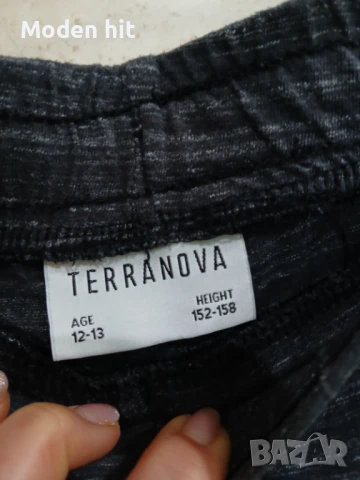 Moden hit
TERRANOVA
AGE
12-13
HEIGHT
152-158
BAZAR